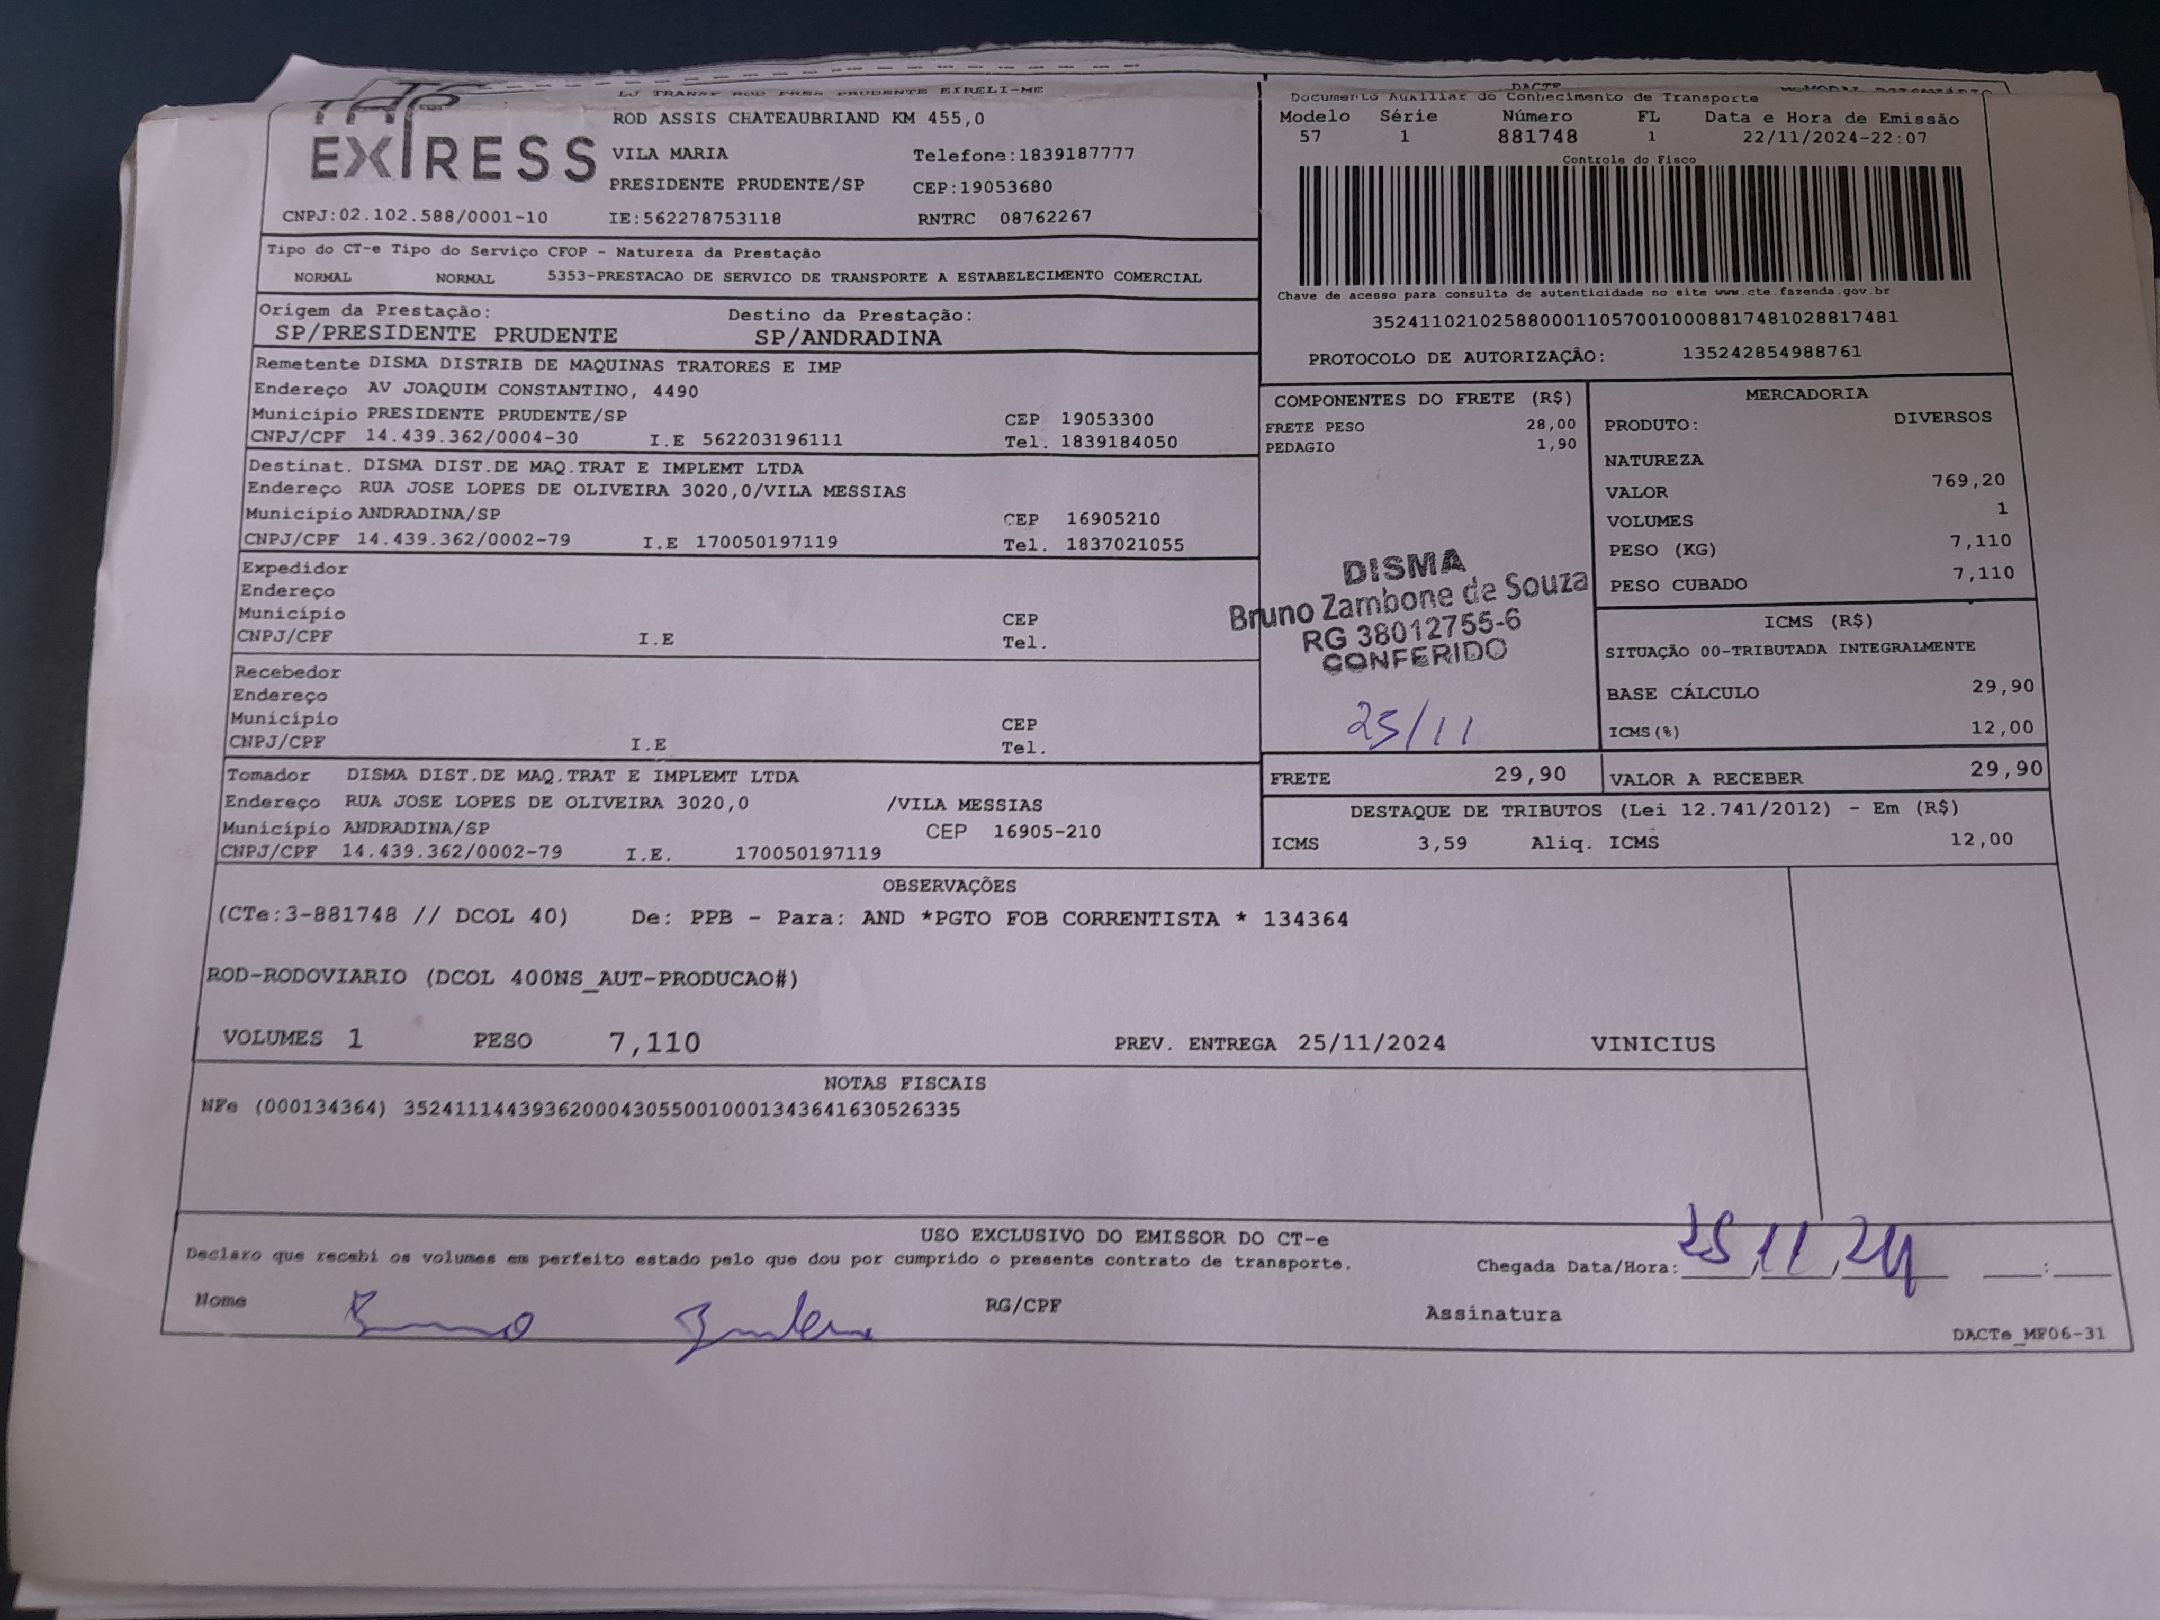 EXPRESS
ROD ASSIS CHATEAUBRIAND KM 455,0
VILA MARIA Telefone:1839187777
PRESIDENTE PRUDENTE/SP CEP:19053680
CNPJ:02.102.588/0001-10 IE:562278753118 RNTRC 08762267
DACTE
Documento Auxiliar do Conhecimento de Transporte
Modelo Série Número FL Data e Hora de Emissão
57 1 881748 1 22/11/2024-22:07
Controle do Fisco
Chave de acesso para consulta de autenticidade no site www.cte.fazenda.gov.br
35241102102588000110570010008817481028817481
PROTOCOLO DE AUTORIZAÇÃO: 135242854988761
Tipo do CT-e Tipo do Serviço CFOP - Natureza da Prestação
NORMAL NORMAL 5353-PRESTACAO DE SERVICO DE TRANSPORTE A ESTABELECIMENTO COMERCIAL
Origem da Prestação: Destino da Prestação:
SP/PRESIDENTE PRUDENTE SP/ANDRADINA
Remetente DISMA DISTRIB DE MAQUINAS TRATORES E IMP
Endereço AV JOAQUIM CONSTANTINO, 4490
Município PRESIDENTE PRUDENTE/SP CEP 19053300
CNPJ/CPF 14.439.362/0004-30 I.E 562203196111 Tel. 1839184050
Destinat. DISMA DIST.DE MAQ.TRAT E IMPLEMT LTDA
Endereço RUA JOSE LOPES DE OLIVEIRA 3020,0/VILA MESSIAS
Município ANDRADINA/SP CEP 16905210
CNPJ/CPF 14.439.362/0002-79 I.E 170050197119 Tel. 1837021055
Expedidor
Endereço
Município CEP
CNPJ/CPF I.E Tel.
Recebedor
Endereço
Município CEP
CNPJ/CPF I.E Tel.
Tomador DISMA DIST.DE MAQ.TRAT E IMPLEMT LTDA
Endereço RUA JOSE LOPES DE OLIVEIRA 3020,0 /VILA MESSIAS
Município ANDRADINA/SP CEP 16905-210
CNPJ/CPF 14.439.362/0002-79 I.E. 170050197119
COMPONENTES DO FRETE (R$)
FRETE PESO 28,00
PEDAGIO 1,90
DISMA
Bruno Zambone de Souza
RG 38012755-6
CONFERIDO
25/11
MERCADORIA
PRODUTO: DIVERSOS
NATUREZA
VALOR 769,20
VOLUMES 1
PESO (KG) 7,110
PESO CUBADO 7,110
ICMS (R$)
SITUAÇÃO 00-TRIBUTADA INTEGRALMENTE
BASE CÁLCULO 29,90
ICMS(%) 12,00
FRETE 29,90 VALOR A RECEBER 29,90
DESTAQUE DE TRIBUTOS (Lei 12.741/2012) - Em (R$)
ICMS 3,59 Aliq. ICMS 12,00
OBSERVAÇÕES
(CTe:3-881748 // DCOL 40) De: PPB - Para: AND *PGTO FOB CORRENTISTA * 134364
ROD-RODOVIARIO (DCOL 400NS_AUT-PRODUCAO#)
VOLUMES 1 PESO 7,110 PREV. ENTREGA 25/11/2024 VINICIUS
NOTAS FISCAIS
NFe (000134364) 35241114439362000430550010001343641630526335
USO EXCLUSIVO DO EMISSOR DO CT-e
Declaro que recebi os volumes em perfeito estado pelo que dou por cumprido o presente contrato de transporte.
Chegada Data/Hora: 25/11/24 :
Nome Bruno RG/CPF Assinatura
DACTe_MF06-31